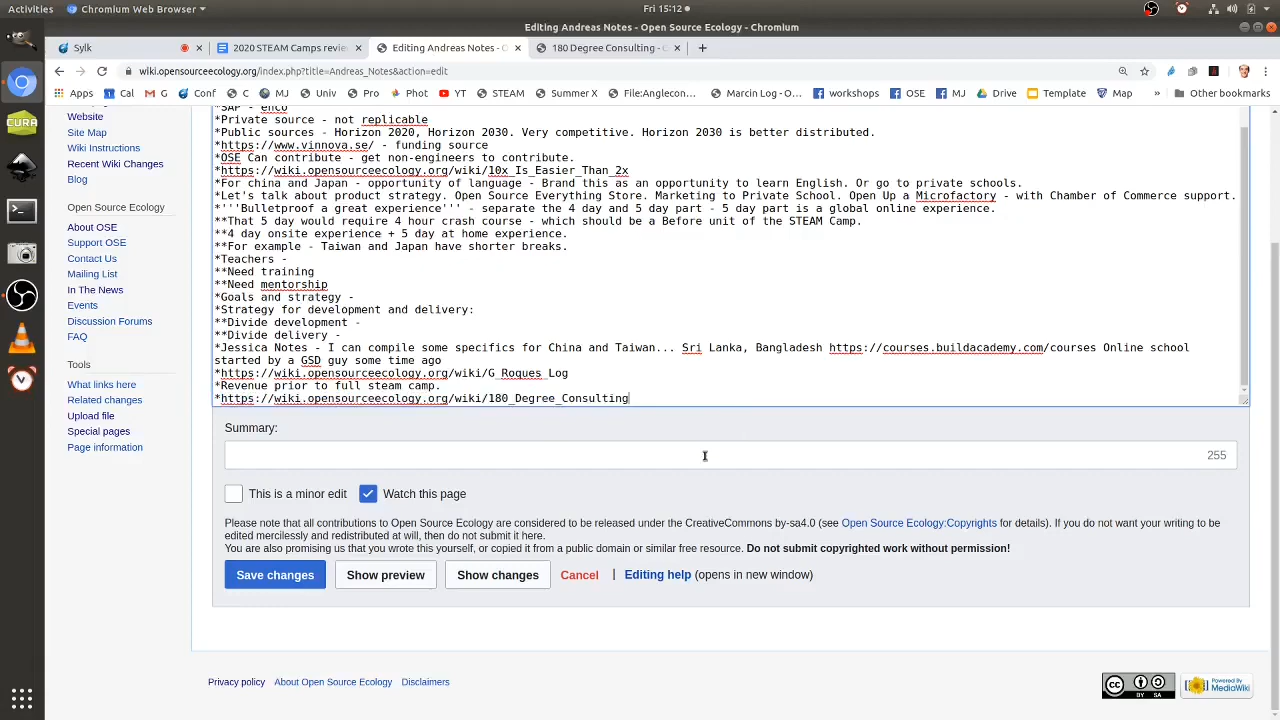 Activities Chromium Web Browser Fri 15:12
Editing Andreas Notes - Open Source Ecology - Chromium
Sylk 2020 STEAM Camps revie Editing Andreas Notes - O 180 Degree Consulting -
wiki.opensourceecology.org/index.php?title=Andreas_Notes&action=edit
Apps Cal G Conf C MJ Univ Pro Phot YT STEAM Summer X File:Anglecon... Marcin Log - O... workshops OSE MJ Drive Template Map » Other bookmarks
Website
Site Map
Wiki Instructions
Recent Wiki Changes
Blog
Open Source Ecology
About OSE
Support OSE
Contact Us
Mailing List
In The News
Events
Discussion Forums
FAQ
Tools
What links here
Related changes
Upload file
Special pages
Page information
*SAP - enco
*Private source - not replicable
*Public sources - Horizon 2020, Horizon 2030. Very competitive. Horizon 2030 is better distributed.
*https://www.vinnova.se/ - funding source
*OSE Can contribute - get non-engineers to contribute.
*https://wiki.opensourceecology.org/wiki/10x_Is_Easier_Than_2x
*For china and Japan - opportunity of language - Brand this as an opportunity to learn English. Or go to private schools.
*Let's talk about product strategy. Open Source Everything Store. Marketing to Private School. Open Up a Microfactory - with Chamber of Commerce support.
*'''Bulletproof a great experience''' - separate the 4 day and 5 day part - 5 day part is a global online experience.
**That 5 day would require 4 hour crash course - which should be a Before unit of the STEAM Camp.
**4 day onsite experience + 5 day at home experience.
**For example - Taiwan and Japan have shorter breaks.
*Teachers -
**Need training
**Need mentorship
*Goals and strategy -
*Strategy for development and delivery:
**Divide development -
**Divide delivery -
*Jessica Notes - I can compile some specifics for China and Taiwan... Sri Lanka, Bangladesh https://courses.buildacademy.com/courses Online school
started by a GSD guy some time ago
*https://wiki.opensourceecology.org/wiki/G_Roques_Log
*Revenue prior to full steam camp.
*https://wiki.opensourceecology.org/wiki/180_Degree_Consulting
Summary:
255
This is a minor edit Watch this page
Please note that all contributions to Open Source Ecology are considered to be released under the CreativeCommons by-sa4.0 (see Open Source Ecology:Copyrights for details). If you do not want your writing to be
edited mercilessly and redistributed at will, then do not submit it here.
You are also promising us that you wrote this yourself, or copied it from a public domain or similar free resource. Do not submit copyrighted work without permission!
Save changes Show preview Show changes Cancel | Editing help (opens in new window)
Privacy policy About Open Source Ecology Disclaimers
CC BY SA
Powered By MediaWiki
CURA